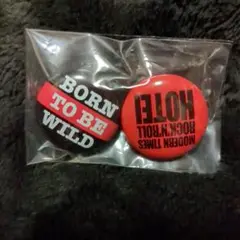 BORN
TO BE
WILD
MODERN TIMES
ROCK'N'ROLL
HOTEI